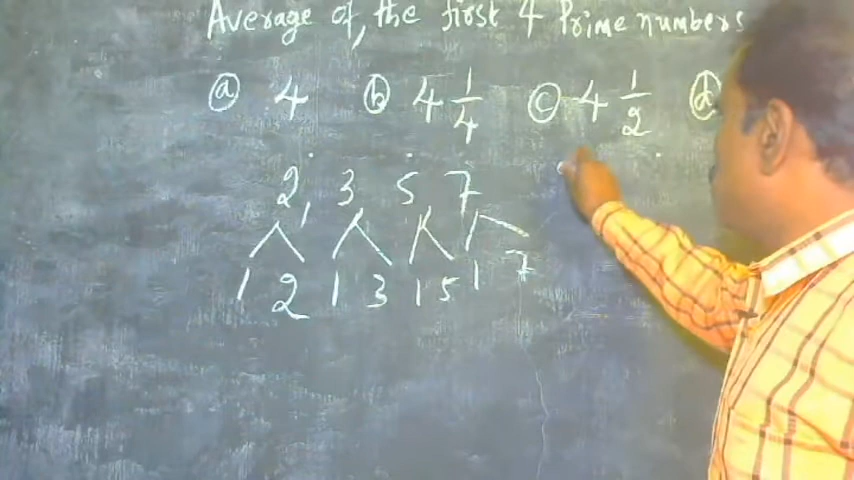 Average of, the first 4 Prime numbers
ⓐ 4 ⓑ 4 1/4 ⓒ 4 1/2 ⓓ
2, 3 5, 7
1 2 1 3 1 5 1 7